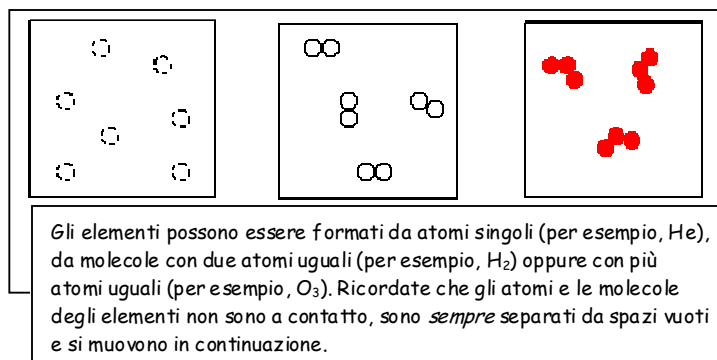 Gli elementi possono essere formati da atomi singoli (per esempio, He),
da molecole con due atomi uguali (per esempio, H₂) oppure con più
atomi uguali (per esempio, O₃). Ricordate che gli atomi e le molecole
degli elementi non sono a contatto, sono sempre separati da spazi vuoti
e si muovono in continuazione.